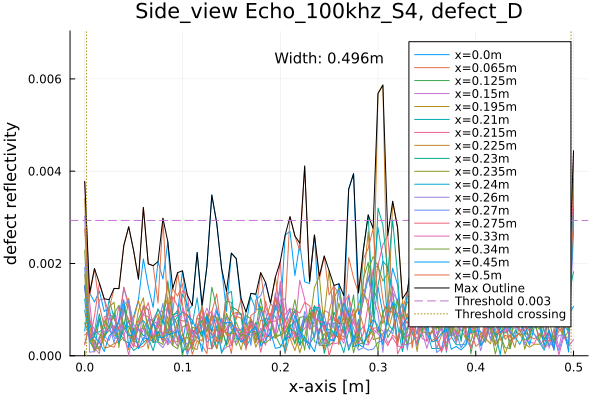 Side_view Echo_100khz_S4, defect_D
Width: 0.496m
x=0.0m
x=0.065m
x=0.125m
x=0.15m
x=0.195m
x=0.21m
x=0.215m
x=0.225m
x=0.23m
x=0.235m
x=0.24m
x=0.26m
x=0.27m
x=0.275m
x=0.33m
x=0.34m
x=0.45m
x=0.5m
Max Outline
Threshold 0.003
Threshold crossing
defect reflectivity
0.006
0.004
0.002
0.000
0.0 0.1 0.2 0.3 0.4 0.5
x-axis [m]